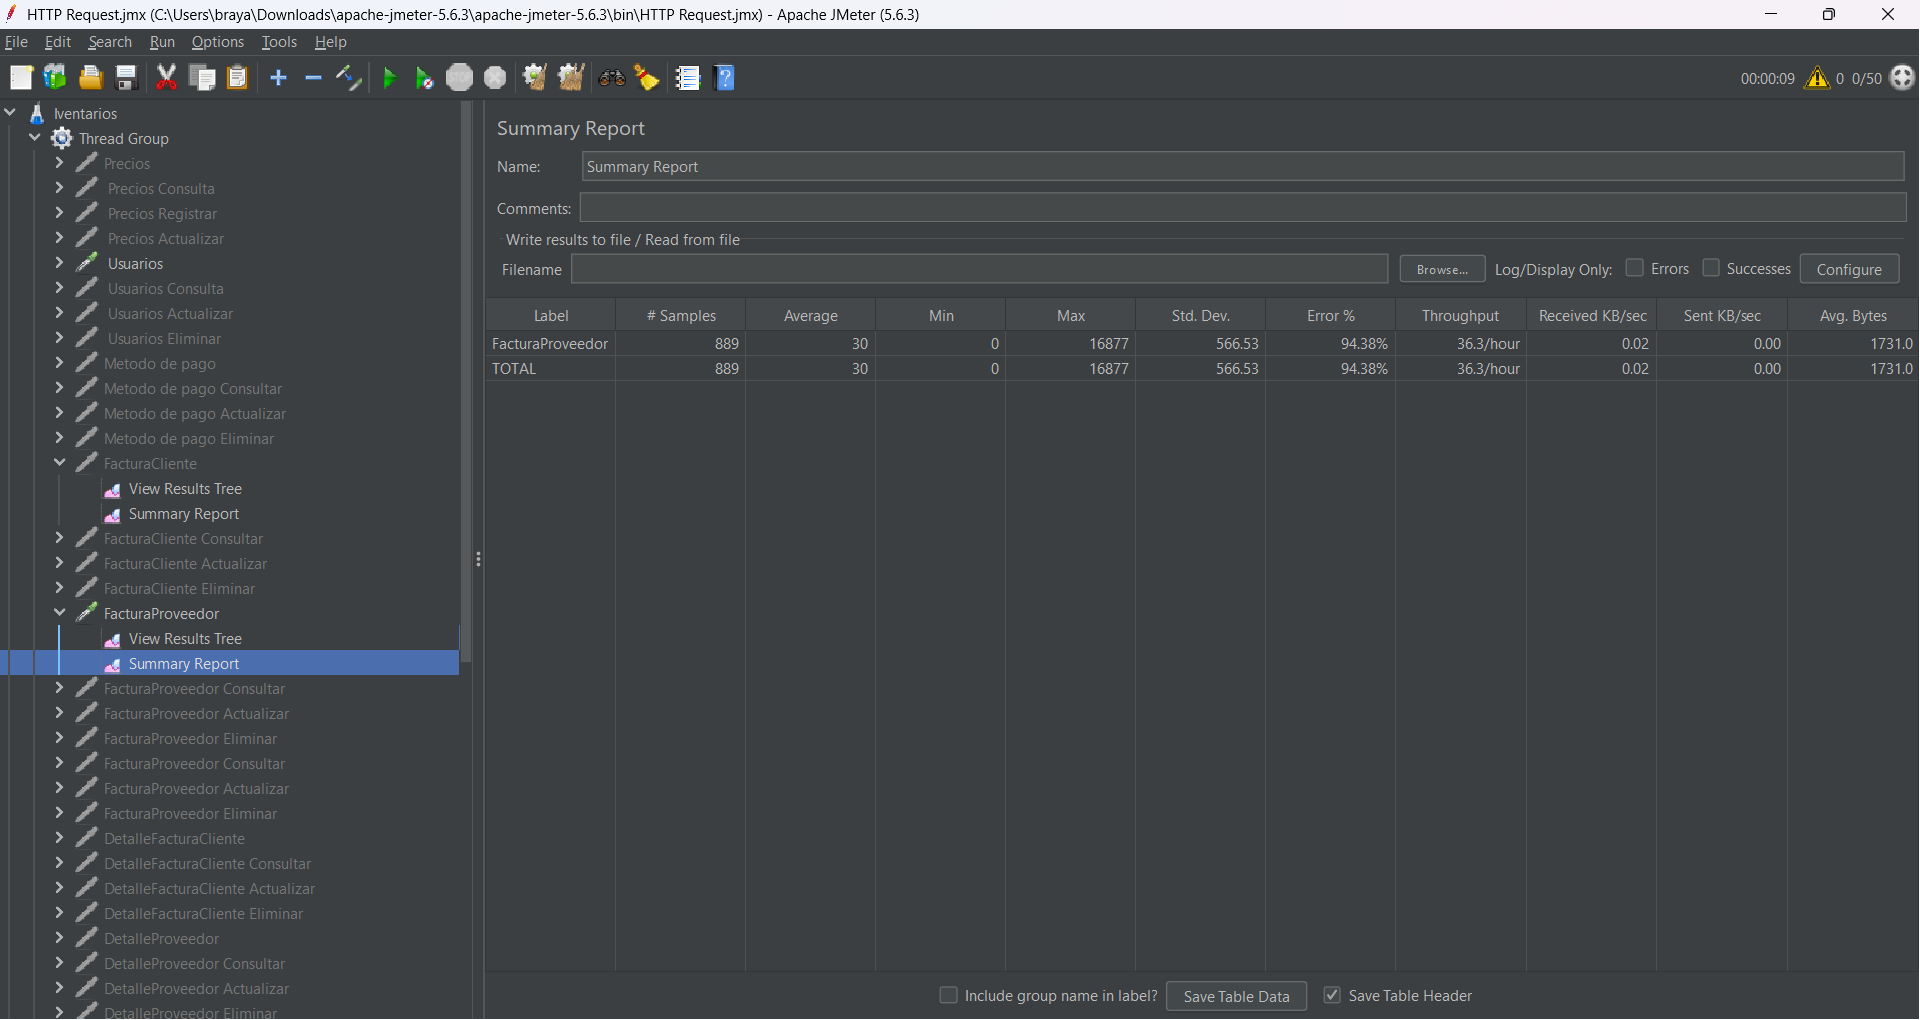 HTTP Request.jmx (C:\Users\braya\Downloads\apache-jmeter-5.6.3\apache-jmeter-5.6.3\bin\HTTP Request.jmx) - Apache JMeter (5.6.3)
File Edit Search Run Options Tools Help
STOP 00:00:09 0 0/50
Iventarios
Thread Group
Precios
Precios Consulta
Precios Registrar
Precios Actualizar
Usuarios
Usuarios Consulta
Usuarios Actualizar
Usuarios Eliminar
Metodo de pago
Metodo de pago Consultar
Metodo de pago Actualizar
Metodo de pago Eliminar
FacturaCliente
View Results Tree
Summary Report
FacturaCliente Consultar
FacturaCliente Actualizar
FacturaCliente Eliminar
FacturaProveedor
View Results Tree
Summary Report
FacturaProveedor Consultar
FacturaProveedor Actualizar
FacturaProveedor Eliminar
FacturaProveedor Consultar
FacturaProveedor Actualizar
FacturaProveedor Eliminar
DetalleFacturaCliente
DetalleFacturaCliente Consultar
DetalleFacturaCliente Actualizar
DetalleFacturaCliente Eliminar
DetalleProveedor
DetalleProveedor Consultar
DetalleProveedor Actualizar
DetalleProveedor Eliminar
Summary Report
Name: Summary Report
Comments:
Write results to file / Read from file
Filename Browse... Log/Display Only: Errors Successes Configure
Label # Samples Average Min Max Std. Dev. Error % Throughput Received KB/sec Sent KB/sec Avg. Bytes
FacturaProveedor 889 30 0 16877 566.53 94.38% 36.3/hour 0.02 0.00 1731.0
TOTAL 889 30 0 16877 566.53 94.38% 36.3/hour 0.02 0.00 1731.0
Include group name in label? Save Table Data Save Table Header